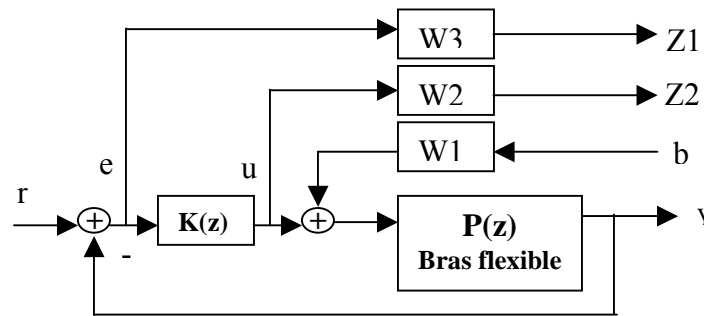 W3
Z1
W2
Z2
e
u
W1
b
r
+
K(z)
+
P(z)
Bras flexible
y
-